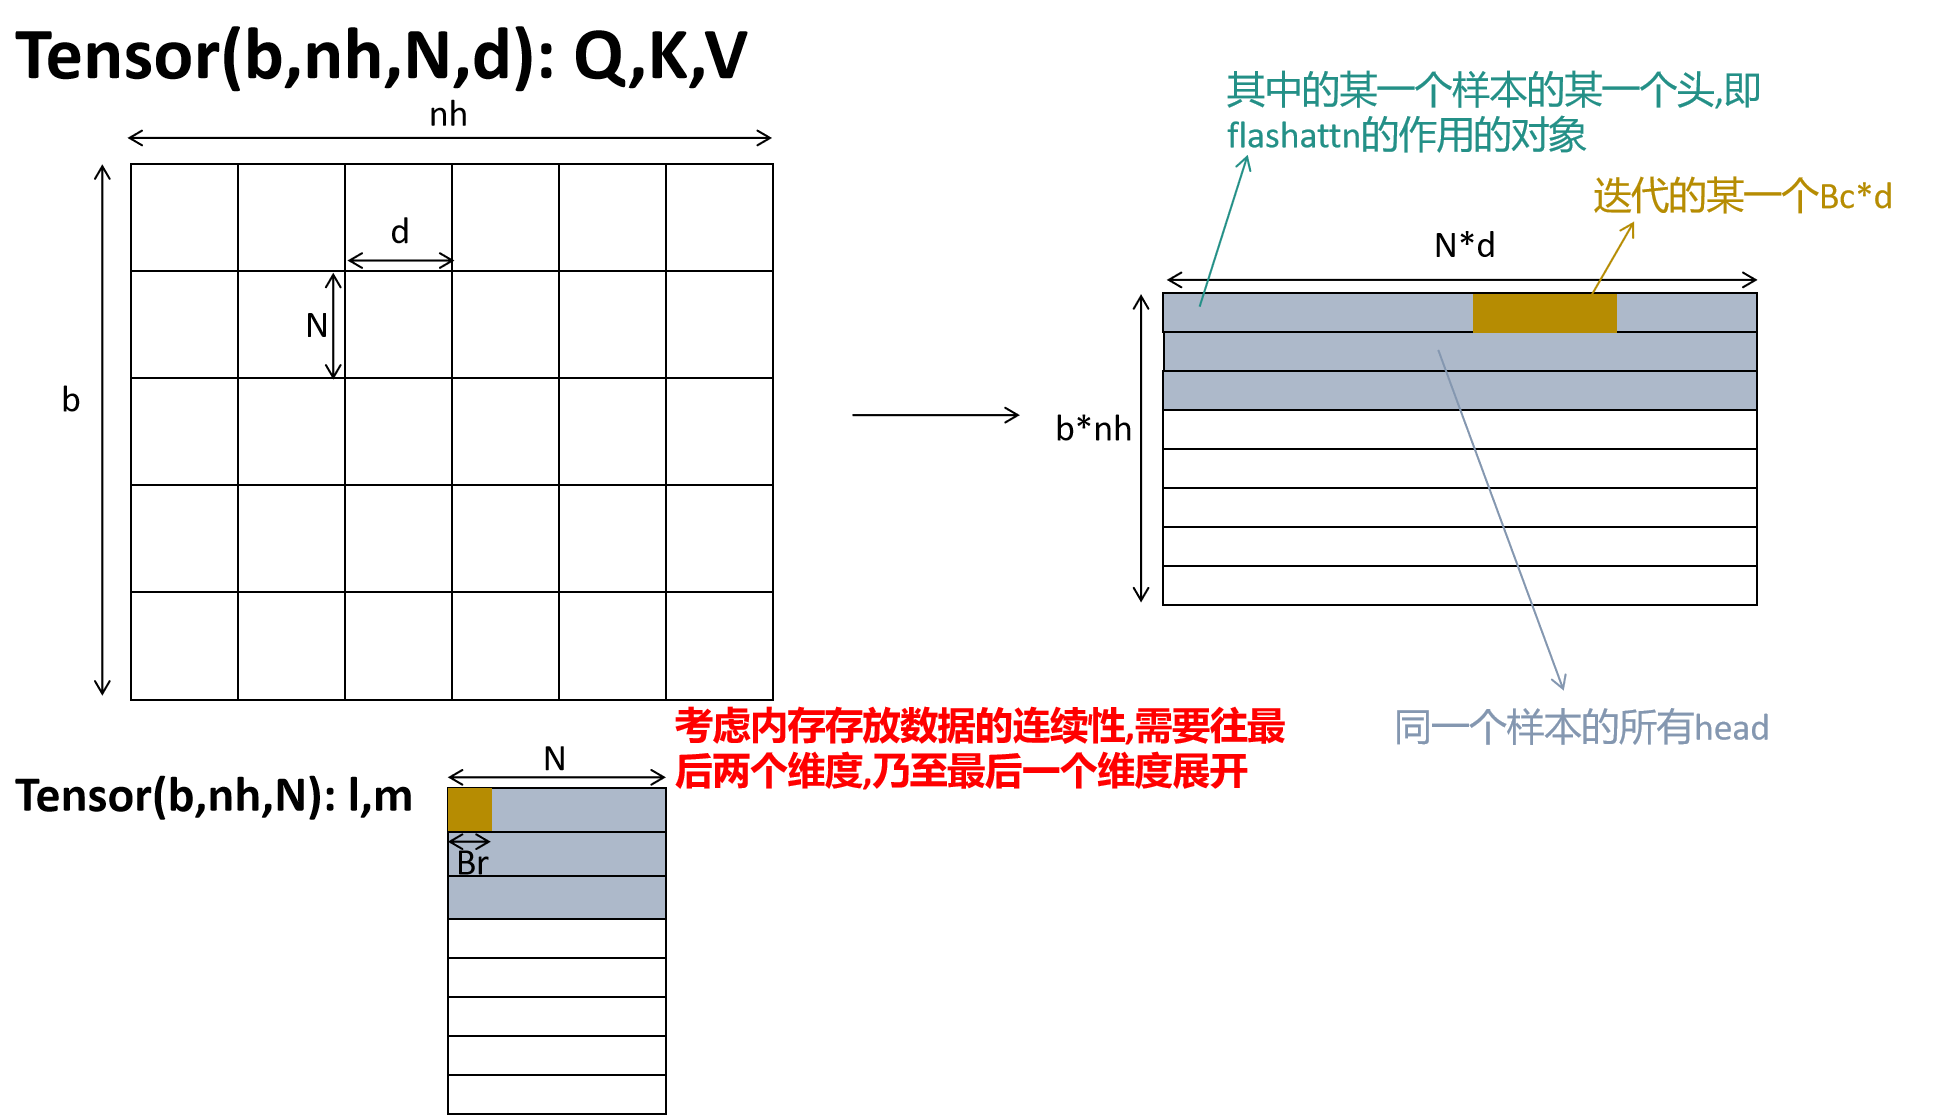 Tensor(b,nh,N,d): Q,K,V
nh
其中的某一个样本的某一个头,即
flashattn的作用的对象
迭代的某一个Bc*d
d
N*d
N
b
b*nh
考虑内存存放数据的连续性,需要往最
后两个维度,乃至最后一个维度展开
同一个样本的所有head
N
Tensor(b,nh,N): l,m
Br